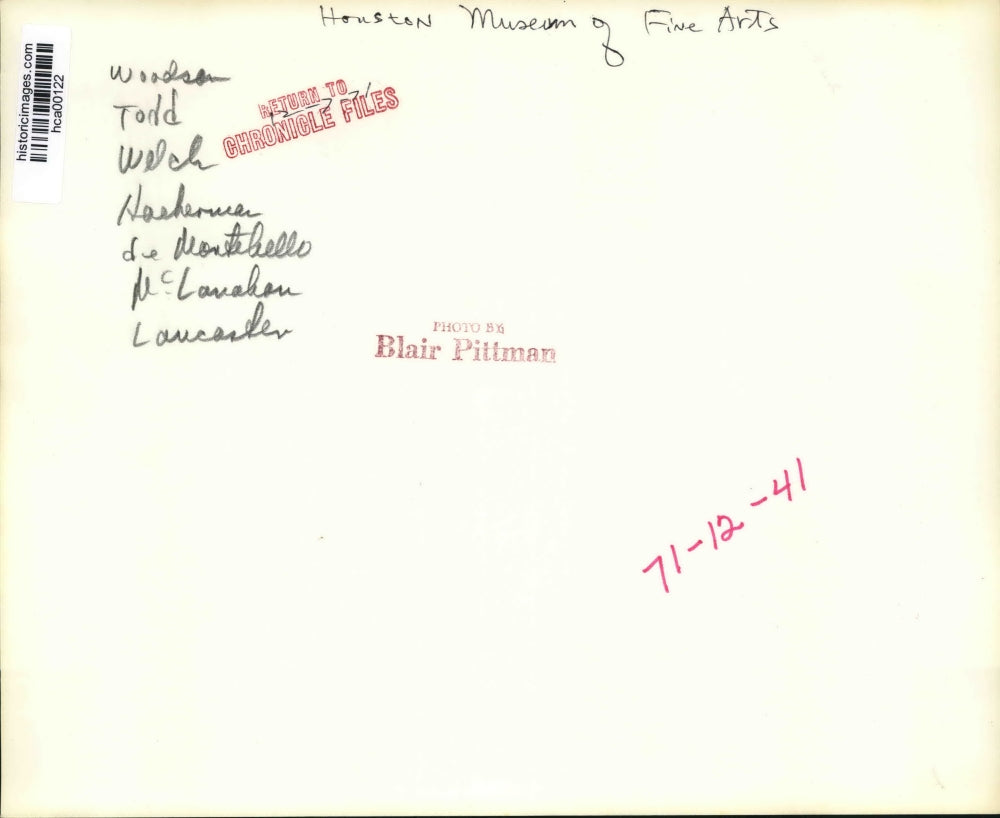 Houston Museum of Fine Arts
historicimages.com
hca00122
Woodson
Todd
Welch
RETURN TO
CHRONICLE FILES
Hackerman
de Montebello
McLanahan
Lancaster
PHOTO BY
Blair Pittman
71-12-41